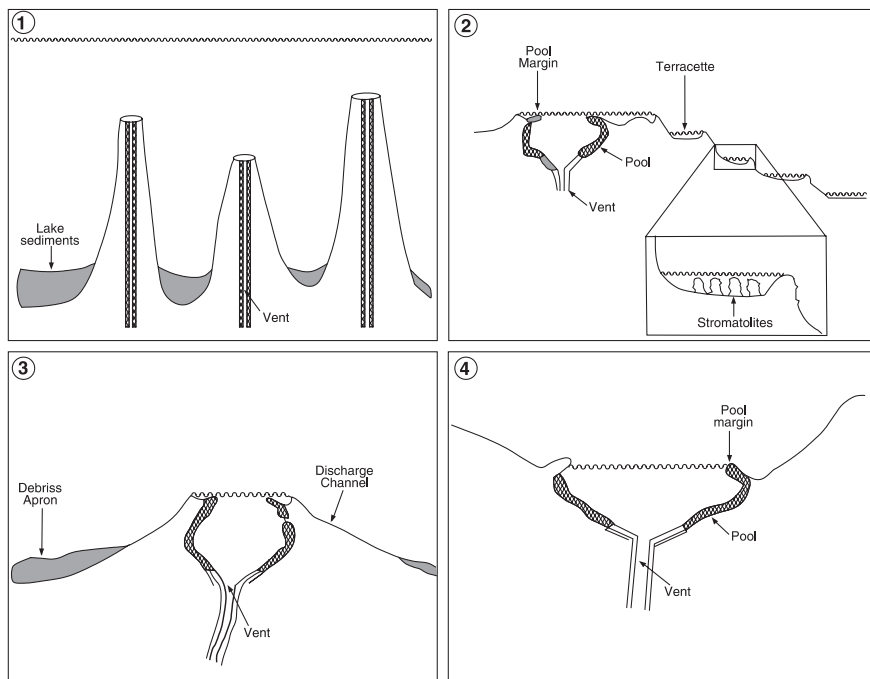 1
Lake
sediments
Vent
2
Pool
Margin
Terracette
Pool
Vent
Stromatolites
3
Debriss
Apron
Discharge
Channel
Vent
4
Pool
margin
Pool
Vent